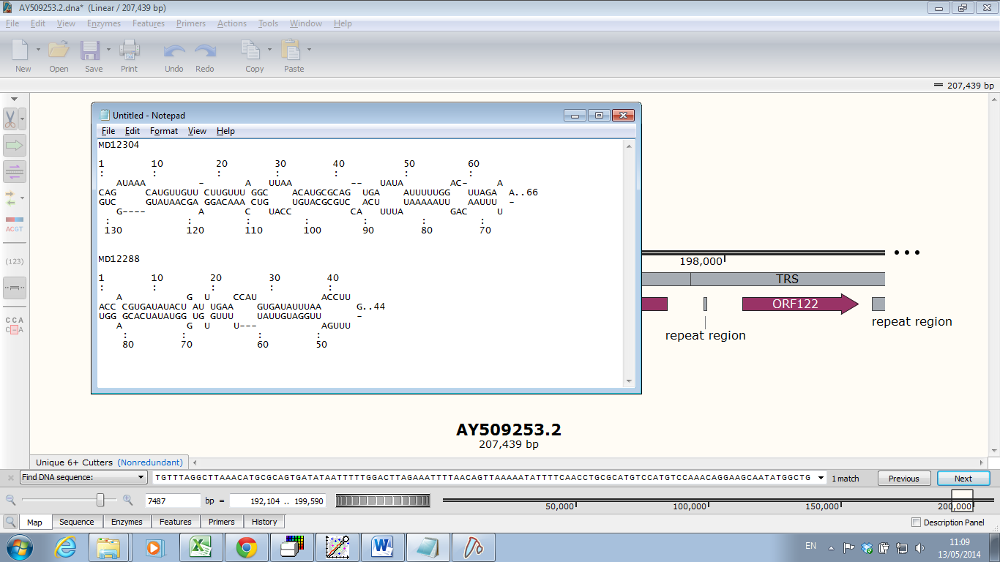 AY509253.2.dna* (Linear / 207,439 bp)
File Edit View Enzymes Features Primers Actions Tools Window Help
New Open Save Print Undo Redo Copy Paste
207,439 bp
Untitled - Notepad
File Edit Format View Help
MD12304
1        10         20        30        40          50         60
:        :          :         :         :           :          :
   AUAAA         -       A   UUAA          --   UAUA        AC-     A
CAG     CAUGUUGUU CUUGUUU GGC    ACAUGCGCAG  UGA    AUUUUUGG   UUAGA  A..66
GUC     GUAUAACGA GGACAAA CUG    UGUACGCGUC  ACU    UAAAAAUU   AAUUU  -
   G----         A       C   UACC          CA   UUUA        GAC     U
 :             :         :         :         :         :         :
 130           120       110       100       90        80        70
MD12288
1        10        20        30        40
:        :         :         :         :
   A           G  U    CCAU           ACCUU
ACC CGUGAUAUACU AU UGAA    GUGAUAUUUAA      G..44
UGG GCACUAUAUGG UG GUUU    UAUUGUAGGUU      -
   A           G  U    U---           AGUUU
    :         :            :         :
    80        70           60        50
198,000
TRS
ORF122
repeat region
repeat region
AY509253.2
207,439 bp
Unique 6+ Cutters (Nonredundant)
Find DNA sequence: TGTTTAGGCTTAAACATGCGCAGTGATATAATTTTTGGACTTAGAAATTTTAACAGTTAAAAATATTTTCAACCTGCGCATGTCCATGTCCAAACAGGAAGCAATATGGCTG 1 match Previous Next
7487 bp = 192,104 .. 199,590 50,000 100,000 150,000 200,000
Map Sequence Enzymes Features Primers History Description Panel
(123)
ACGT
C C A
C - A
EN 11:09
13/05/2014